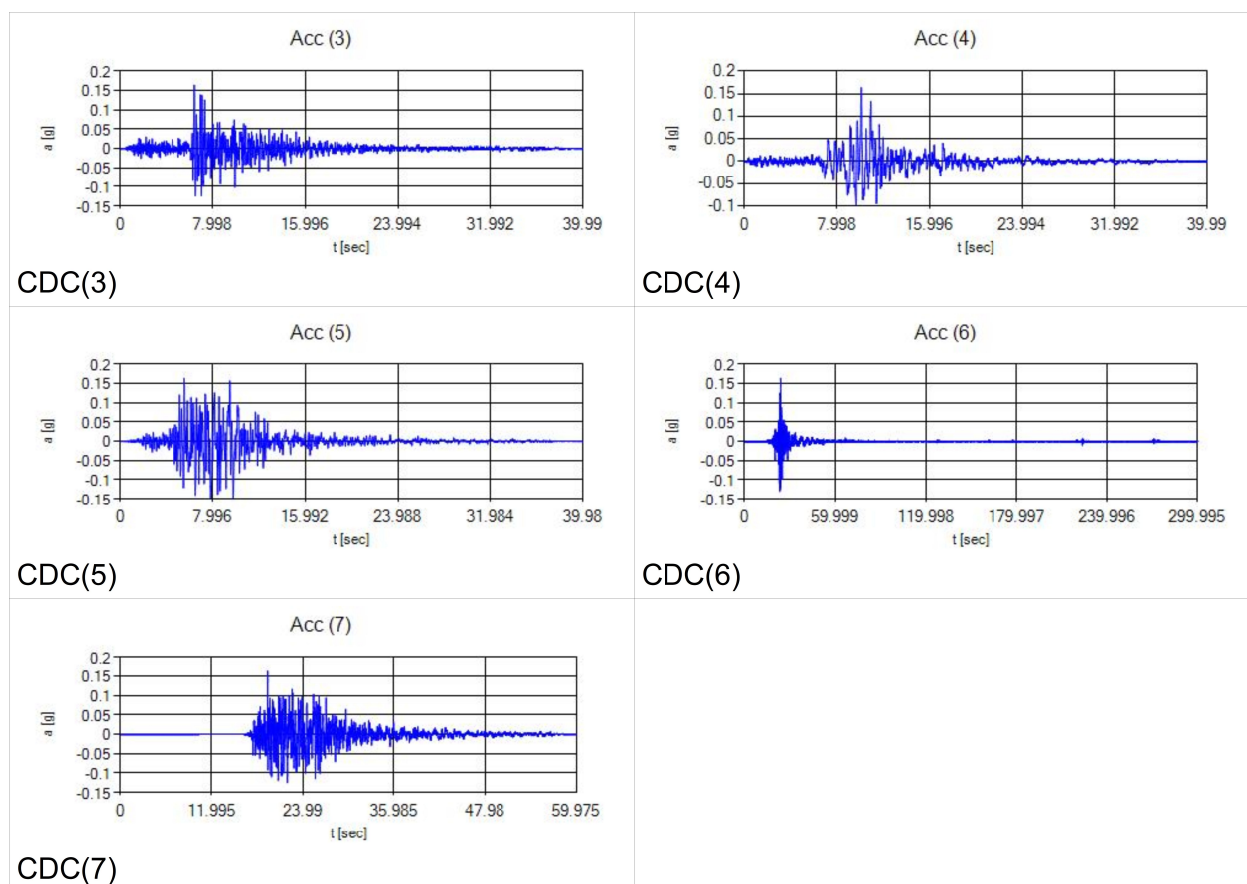 Acc (3)
0.2
0.15
0.1
0.05
0
-0.05
-0.1
-0.15
a [g]
0 7.998 15.996 23.994 31.992 39.99
t [sec]
CDC(3)
Acc (4)
0.2
0.15
0.1
0.05
0
-0.05
-0.1
a [g]
0 7.998 15.996 23.994 31.992 39.99
t [sec]
CDC(4)
Acc (5)
0.2
0.15
0.1
0.05
0
-0.05
-0.1
-0.15
a [g]
0 7.996 15.992 23.988 31.984 39.98
t [sec]
CDC(5)
Acc (6)
0.2
0.15
0.1
0.05
0
-0.05
-0.1
-0.15
a [g]
0 59.999 119.998 179.997 239.996 299.995
t [sec]
CDC(6)
Acc (7)
0.2
0.15
0.1
0.05
0
-0.05
-0.1
-0.15
a [g]
0 11.995 23.99 35.985 47.98 59.975
t [sec]
CDC(7)